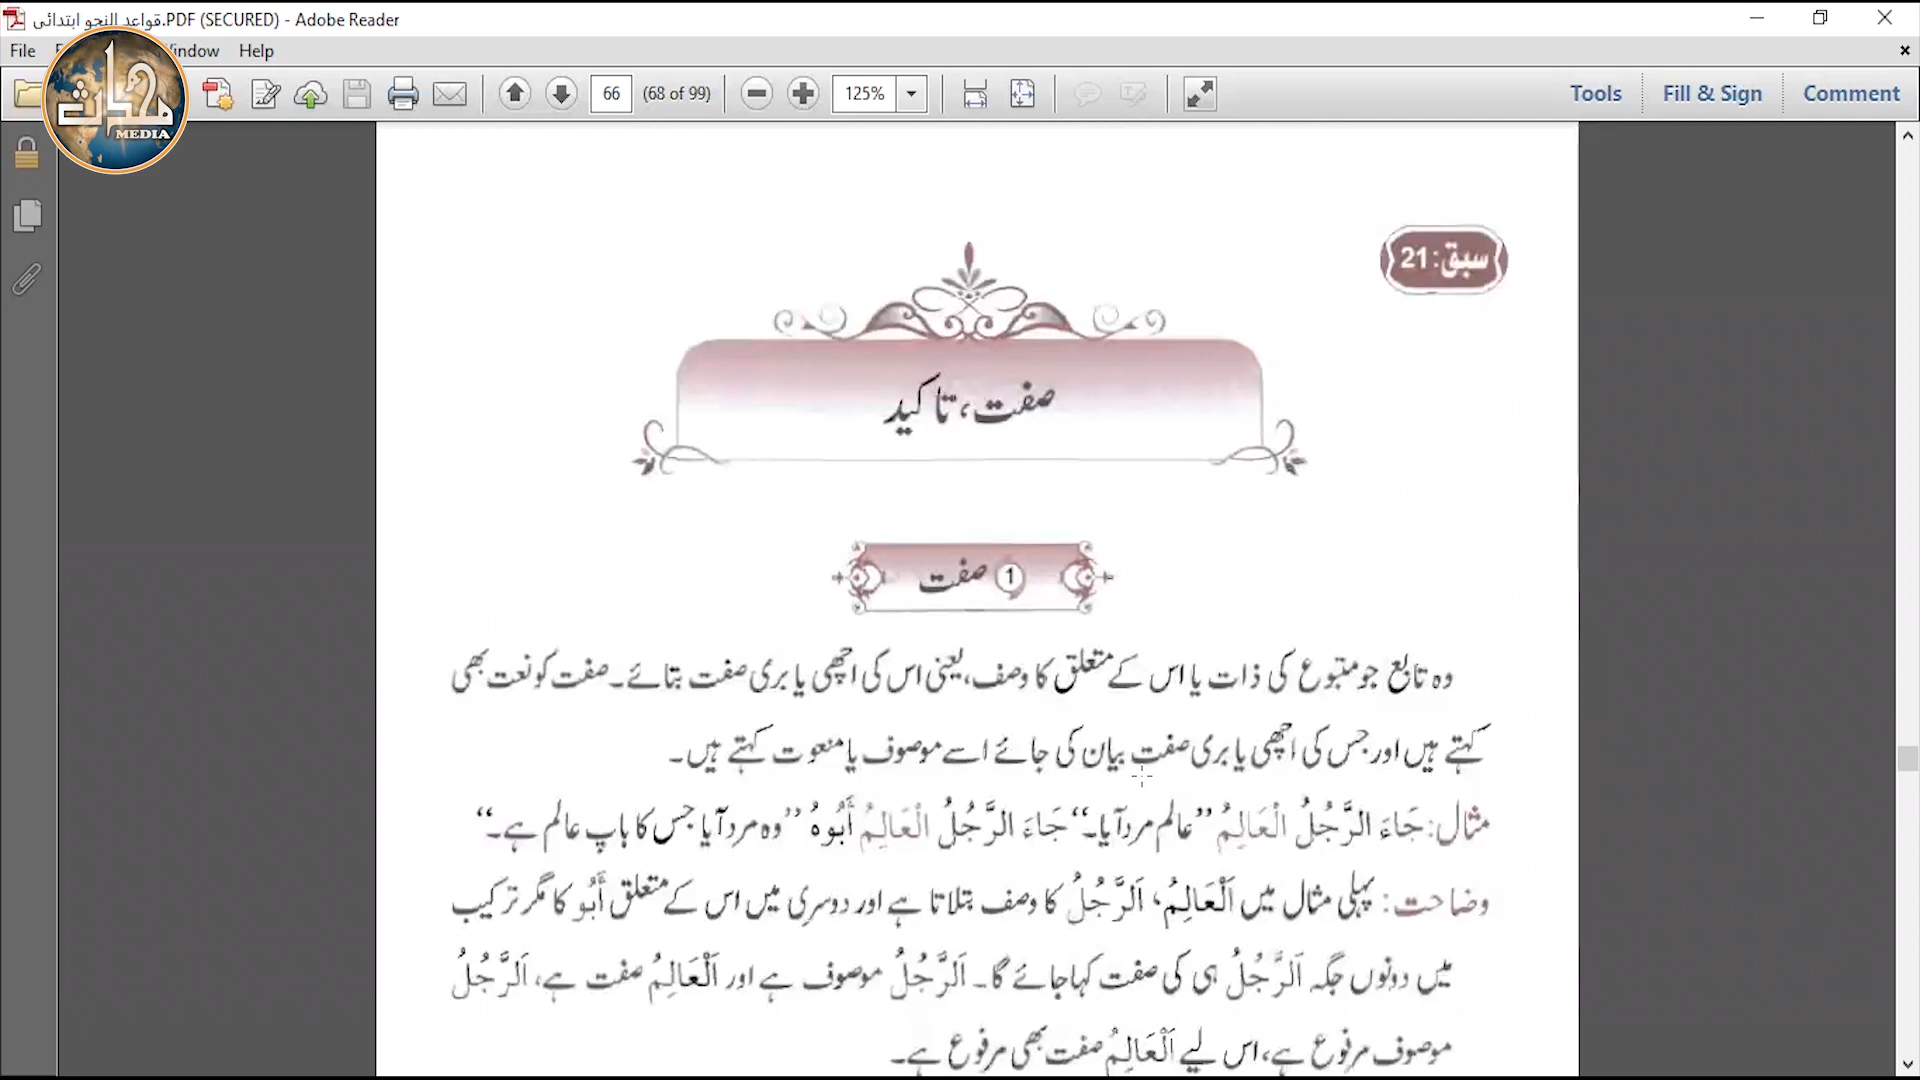 قواعد النحو ابتدائی.PDF (SECURED) - Adobe Reader
File
Window
Help
66
(68 of 99)
125%
Tools
Fill & Sign
Comment
MEDIA
سبق: 21
صفت، تاکید
1 صفت
وہ تابع جو متبوع کی ذات یا اس کے متعلق کا وصف، یعنی اس کی اچھی یا بری صفت بتائے۔ صفت کو نعت بھی
کہتے ہیں اور جس کی اچھی یا بری صفت بیان کی جائے اسے موصوف یا منعوت کہتے ہیں۔
مثال: جَاءَ الرَّجُلُ الْعَالِمُ ’’عالم مرد آیا۔‘‘ جَاءَ الرَّجُلُ الْعَالِمُ أَبُوهُ ’’وہ مرد آیا جس کا باپ عالم ہے۔‘‘
وضاحت: پہلی مثال میں اَلْعَالِمُ، اَلرَّجُلُ کا وصف بتلاتا ہے اور دوسری میں اس کے متعلق أَبُو کا مگر ترکیب
میں دونوں جگہ اَلرَّجُلُ ہی کی صفت کہا جائے گا۔ اَلرَّجُلُ موصوف ہے اور اَلْعَالِمُ صفت ہے، اَلرَّجُلُ
موصوف مرفوع ہے، اس لیے اَلْعَالِمُ صفت بھی مرفوع ہے۔